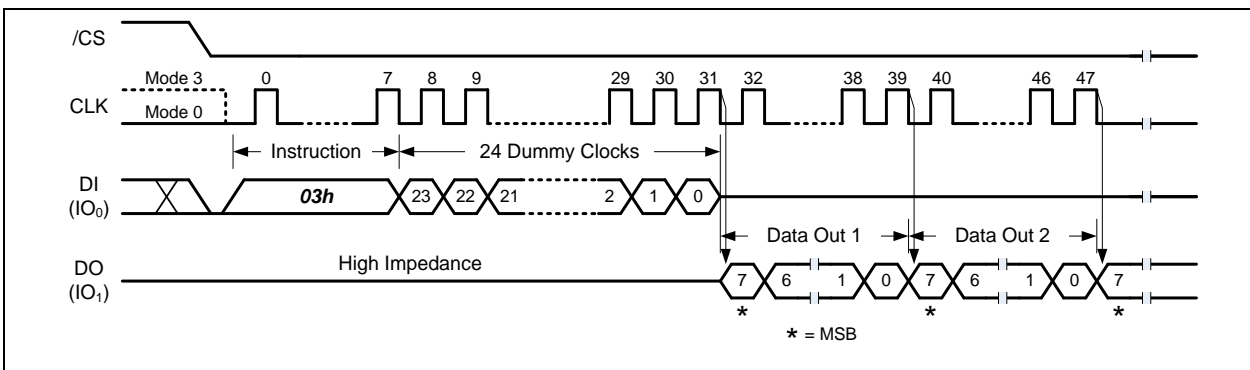 /CS
Mode 3 0 7 8 9 29 30 31 32 38 39 40 46 47
CLK
Mode 0
Instruction 24 Dummy Clocks
DI
(IO0)
03h 23 22 21 2 1 0
Data Out 1 Data Out 2
DO
(IO1)
High Impedance
7 6 1 0 7 6 1 0 7
* * *
* = MSB